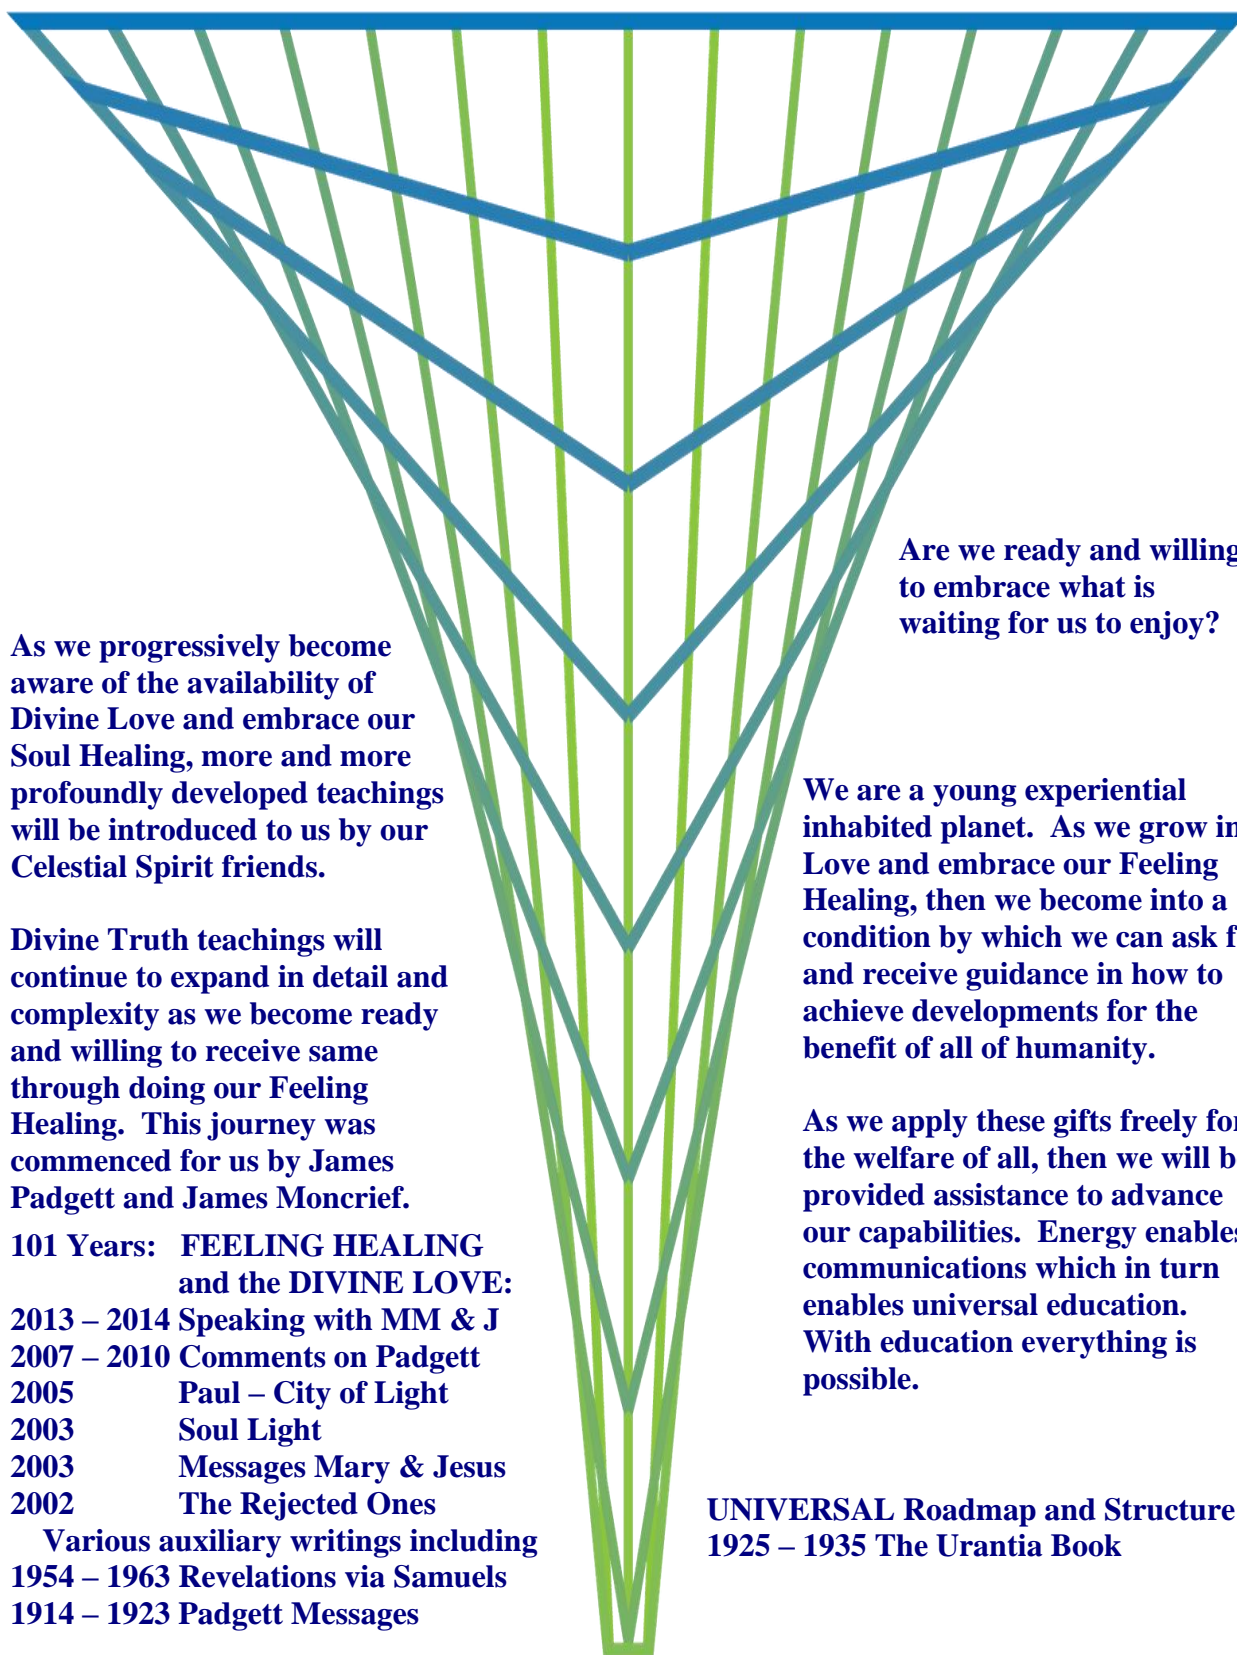 Are we ready and willing
to embrace what is
waiting for us to enjoy?
As we progressively become
aware of the availability of
Divine Love and embrace our
Soul Healing, more and more
profoundly developed teachings
will be introduced to us by our
Celestial Spirit friends.
Divine Truth teachings will
continue to expand in detail and
complexity as we become ready
and willing to receive same
through doing our Feeling
Healing.  This journey was
commenced for us by James
Padgett and James Moncrief.
101 Years:   FEELING HEALING
and the DIVINE LOVE:
2013 – 2014 Speaking with MM & J
2007 – 2010 Comments on Padgett
2005 Paul – City of Light
2003 Soul Light
2003 Messages Mary & Jesus
2002 The Rejected Ones
Various auxiliary writings including
1954 – 1963 Revelations via Samuels
1914 – 1923 Padgett Messages
We are a young experiential
inhabited planet.  As we grow in
Love and embrace our Feeling
Healing, then we become into a
condition by which we can ask f
and receive guidance in how to
achieve developments for the
benefit of all of humanity.
As we apply these gifts freely for
the welfare of all, then we will b
provided assistance to advance
our capabilities.  Energy enables
communications which in turn
enables universal education.
With education everything is
possible.
UNIVERSAL Roadmap and Structure
1925 – 1935 The Urantia Book